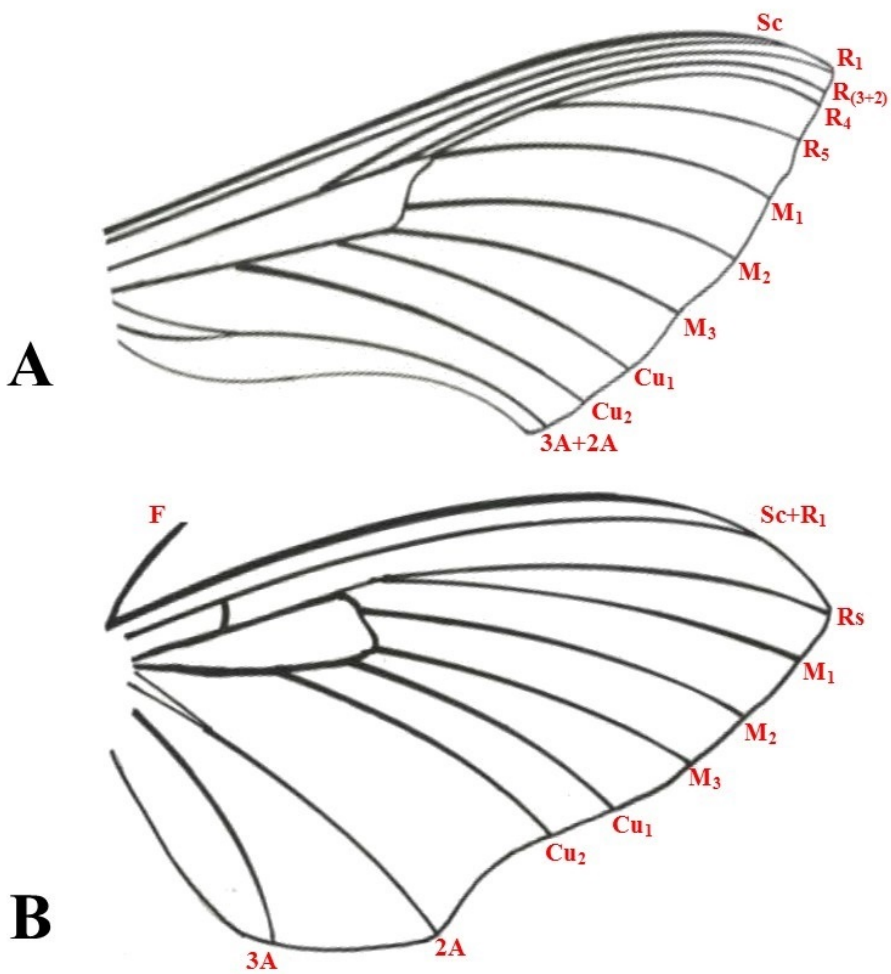 Sc
R₁
R₍₃₊₂₎
R₄
R₅
M₁
M₂
M₃
A
Cu₁
Cu₂
3A+2A
F
Sc+R₁
Rs
M₁
M₂
M₃
Cu₁
Cu₂
B
2A
3A